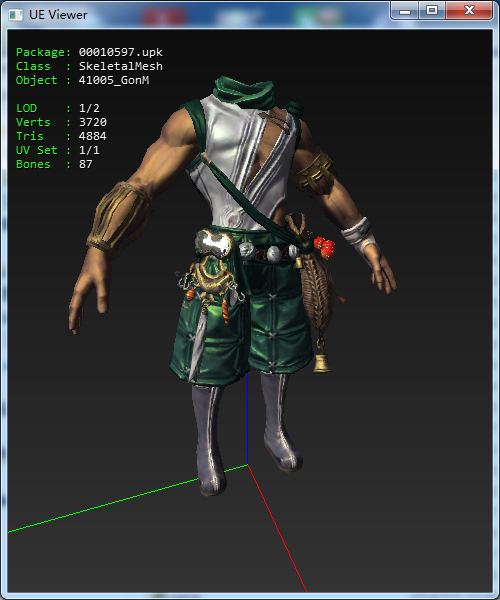 UE Viewer
Package: 00010597.upk
Class : SkeletalMesh
Object : 41005_GonM
LOD : 1/2
Verts : 3720
Tris : 4884
UV Set : 1/1
Bones : 87